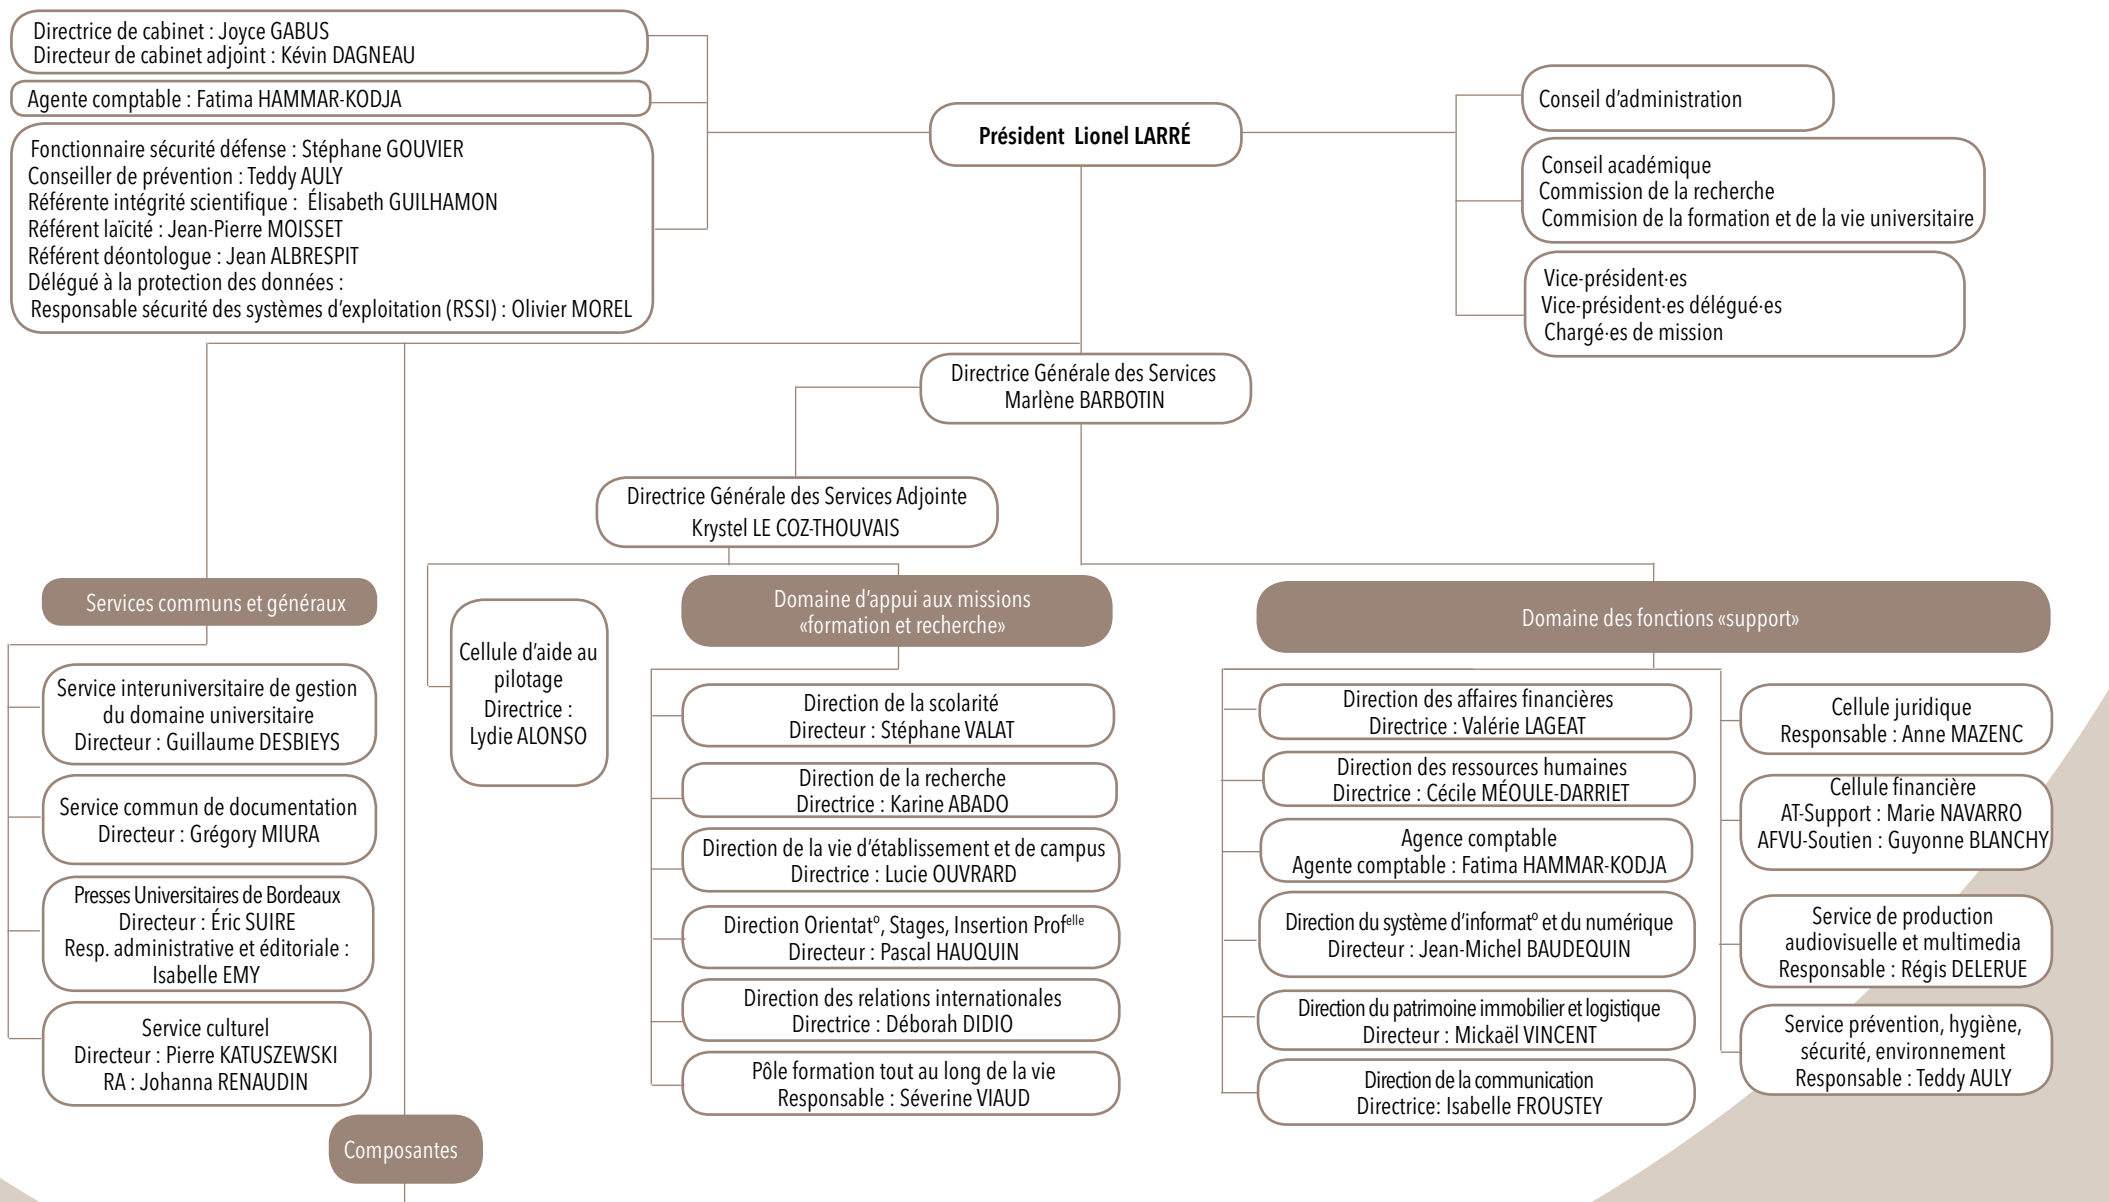 Directrice de cabinet : Joyce GABUS
Directeur de cabinet adjoint : Kévin DAGNEAU
Agente comptable : Fatima HAMMAR-KODJA
Fonctionnaire sécurité défense : Stéphane GOUVIER
Conseiller de prévention : Teddy AULY
Référente intégrité scientifique : Élisabeth GUILHAMON
Référent laïcité : Jean-Pierre MOISSET
Référent déontologue : Jean ALBRESPIT
Délégué à la protection des données :
Responsable sécurité des systèmes d'exploitation (RSSI) : Olivier MOREL
Président Lionel LARRÉ
Conseil d'administration
Conseil académique
Commission de la recherche
Commision de la formation et de la vie universitaire
Vice-président·es
Vice-président·es délégué·es
Chargé·es de mission
Directrice Générale des Services
Marlène BARBOTIN
Directrice Générale des Services Adjointe
Krystel LE COZ-THOUVAIS
Services communs et généraux
Service interuniversitaire de gestion
du domaine universitaire
Directeur : Guillaume DESBIEYS
Service commun de documentation
Directeur : Grégory MIURA
Presses Universitaires de Bordeaux
Directeur : Éric SUIRE
Resp. administrative et éditoriale :
Isabelle EMY
Service culturel
Directeur : Pierre KATUSZEWSKI
RA : Johanna RENAUDIN
Composantes
Cellule d'aide au
pilotage
Directrice :
Lydie ALONSO
Domaine d'appui aux missions
«formation et recherche»
Direction de la scolarité
Directeur : Stéphane VALAT
Direction de la recherche
Directrice : Karine ABADO
Direction de la vie d'établissement et de campus
Directrice : Lucie OUVRARD
Direction Orientatº, Stages, Insertion Profelle
Directeur : Pascal HAUQUIN
Direction des relations internationales
Directrice : Déborah DIDIO
Pôle formation tout au long de la vie
Responsable : Séverine VIAUD
Domaine des fonctions «support»
Direction des affaires financières
Directrice : Valérie LAGEAT
Direction des ressources humaines
Directrice : Cécile MÉOULE-DARRIET
Agence comptable
Agente comptable : Fatima HAMMAR-KODJA
Direction du système d'informatº et du numérique
Directeur : Jean-Michel BAUDEQUIN
Direction du patrimoine immobilier et logistique
Directeur : Mickaël VINCENT
Direction de la communication
Directrice: Isabelle FROUSTEY
Cellule juridique
Responsable : Anne MAZENC
Cellule financière
AT-Support : Marie NAVARRO
AFVU-Soutien : Guyonne BLANCHY
Service de production
audiovisuelle et multimedia
Responsable : Régis DELERUE
Service prévention, hygiène,
sécurité, environnement
Responsable : Teddy AULY